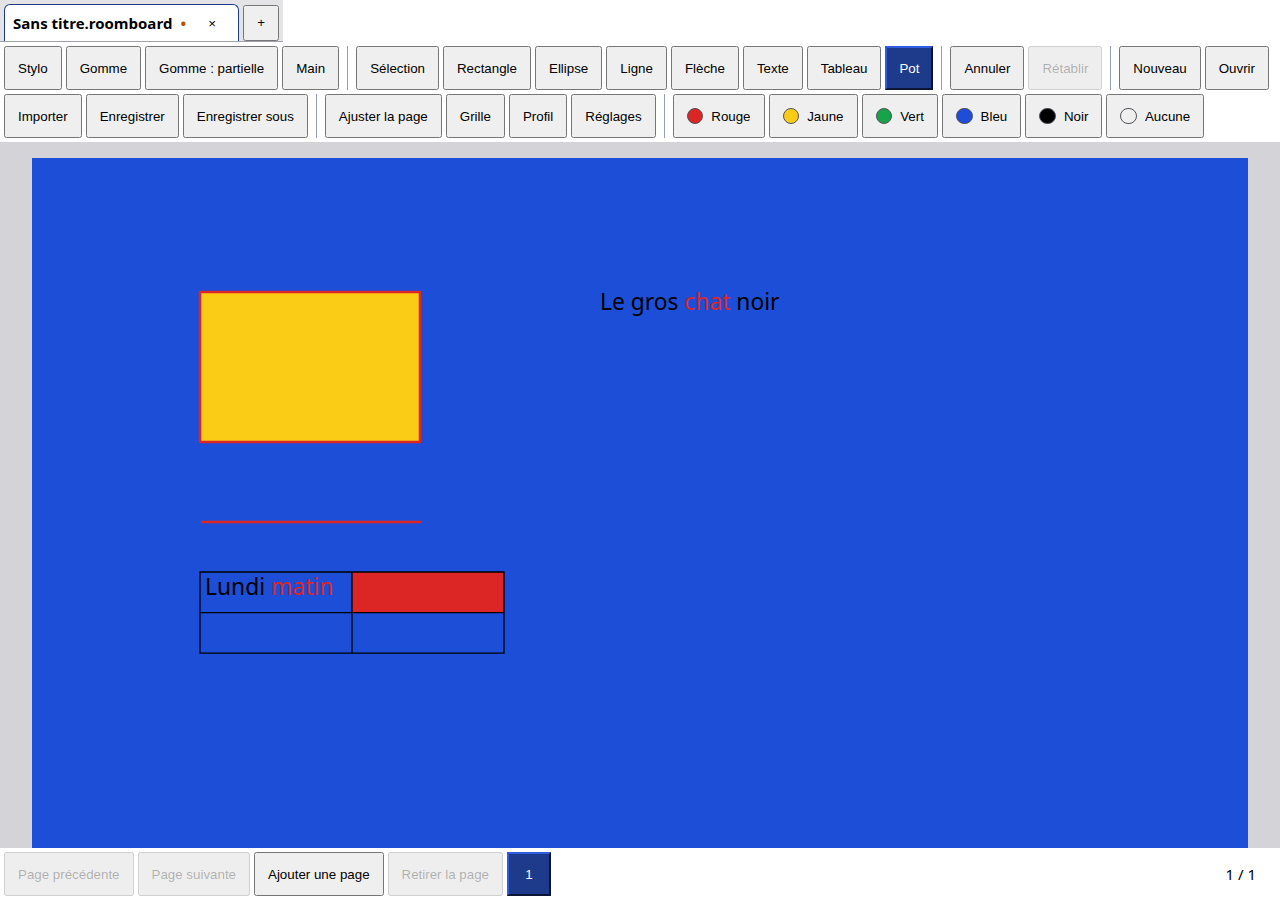 Sans titre.roomboard • × +
Stylo Gomme Gomme : partielle Main Sélection Rectangle Ellipse Ligne Flèche Texte Tableau Pot Annuler Rétablir Nouveau Ouvrir
Importer Enregistrer Enregistrer sous Ajuster la page Grille Profil Réglages Rouge Jaune Vert Bleu Noir Aucune
Le gros chat noir
Lundi matin
Page précédente Page suivante Ajouter une page Retirer la page 1 1 / 1